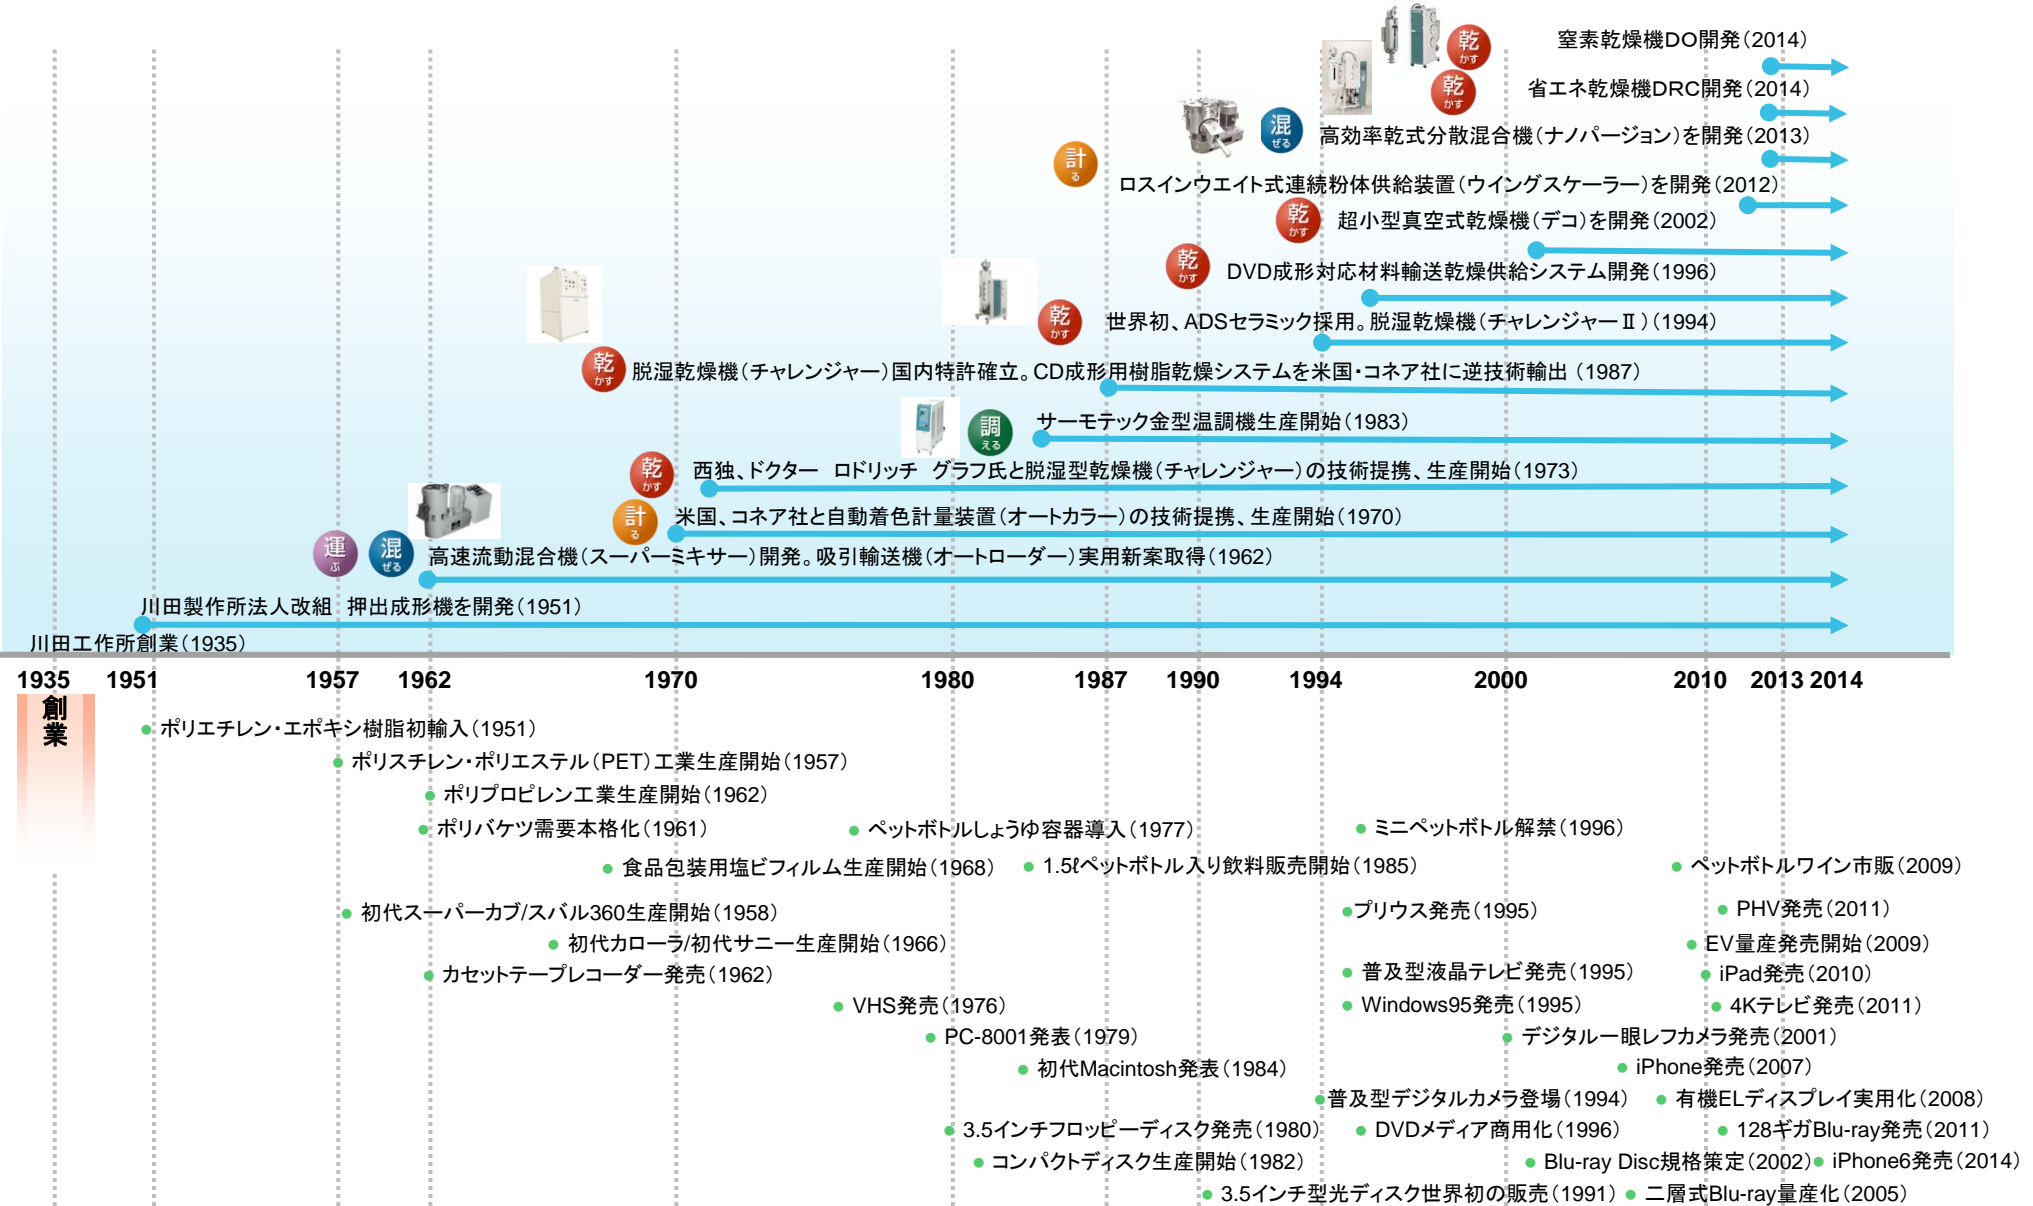 窒素乾燥機DO開発(2014)
乾かす
省エネ乾燥機DRC開発(2014)
乾かす
高効率乾式分散混合機(ナノパージョン)を開発(2013)
混ぜる
計る
ロスインウエイト式連続粉体供給装置(ウイングスケーラー)を開発(2012)
乾かす
超小型真空式乾燥機(デコ)を開発(2002)
乾かす
DVD成形対応材料輸送乾燥供給システム開発(1996)
乾かす
世界初、ADSセラミック採用。脱湿乾燥機(チャレンジャーⅡ)(1994)
乾かす
脱湿乾燥機(チャレンジャー)国内特許確立。CD成形用樹脂乾燥システムを米国・コネア社に逆技術輸出 (1987)
調える
サーモテック金型温調機生産開始(1983)
乾かす
西独、ドクター ロドリッチ グラフ氏と脱湿型乾燥機(チャレンジャー)の技術提携、生産開始(1973)
計る
米国、コネア社と自動着色計量装置(オートカラー)の技術提携、生産開始(1970)
運ぶ
混ぜる
高速流動混合機(スーパーミキサー)開発。吸引輸送機(オートローダー)実用新案取得(1962)
川田製作所法人改組 押出成形機を開発(1951)
川田工作所創業(1935)
1935 1951 1957 1962 1970 1980 1987 1990 1994 2000 2010 2013 2014
創業
ポリエチレン・エポキシ樹脂初輸入(1951)
ポリスチレン・ポリエステル(PET)工業生産開始(1957)
ポリプロピレン工業生産開始(1962)
ポリバケツ需要本格化(1961)
ペットボトルしょうゆ容器導入(1977)
ミニペットボトル解禁(1996)
食品包装用塩ビフィルム生産開始(1968)
1.5ℓペットボトル入り飲料販売開始(1985)
ペットボトルワイン市販(2009)
初代スーパーカブ/スバル360生産開始(1958)
プリウス発売(1995)
PHV発売(2011)
初代カローラ/初代サニー生産開始(1966)
EV量産発売開始(2009)
カセットテープレコーダー発売(1962)
普及型液晶テレビ発売(1995)
iPad発売(2010)
VHS発売(1976)
Windows95発売(1995)
4Kテレビ発売(2011)
PC-8001発表(1979)
デジタル一眼レフカメラ発売(2001)
初代Macintosh発表(1984)
iPhone発売(2007)
普及型デジタルカメラ登場(1994)
有機ELディスプレイ実用化(2008)
3.5インチフロッピーディスク発売(1980)
DVDメディア商用化(1996)
128ギガBlu-ray発売(2011)
コンパクトディスク生産開始(1982)
Blu-ray Disc規格策定(2002)
iPhone6発売(2014)
3.5インチ型光ディスク世界初の販売(1991)
二層式Blu-ray量産化(2005)